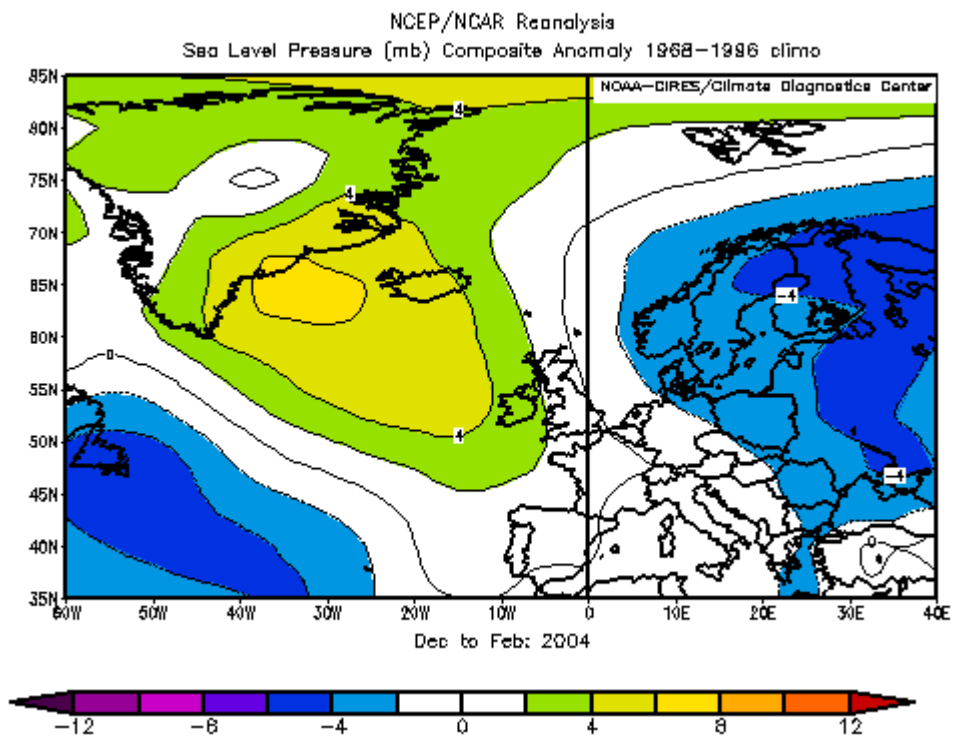 NCEP/NCAR Reanalysis
Sea Level Pressure (mb) Composite Anomaly 1968-1996 climo
NOAA-CIRES/Climate Diagnostics Center
85N
80N
75N
70N
65N
60N
55N
50N
45N
40N
35N
4
4
0
4
-4
-4
0
60W 50W 40W 30W 20W 10W 0 10E 20E 30E 40E
Dec to Feb: 2004
-12 -8 -4 0 4 8 12